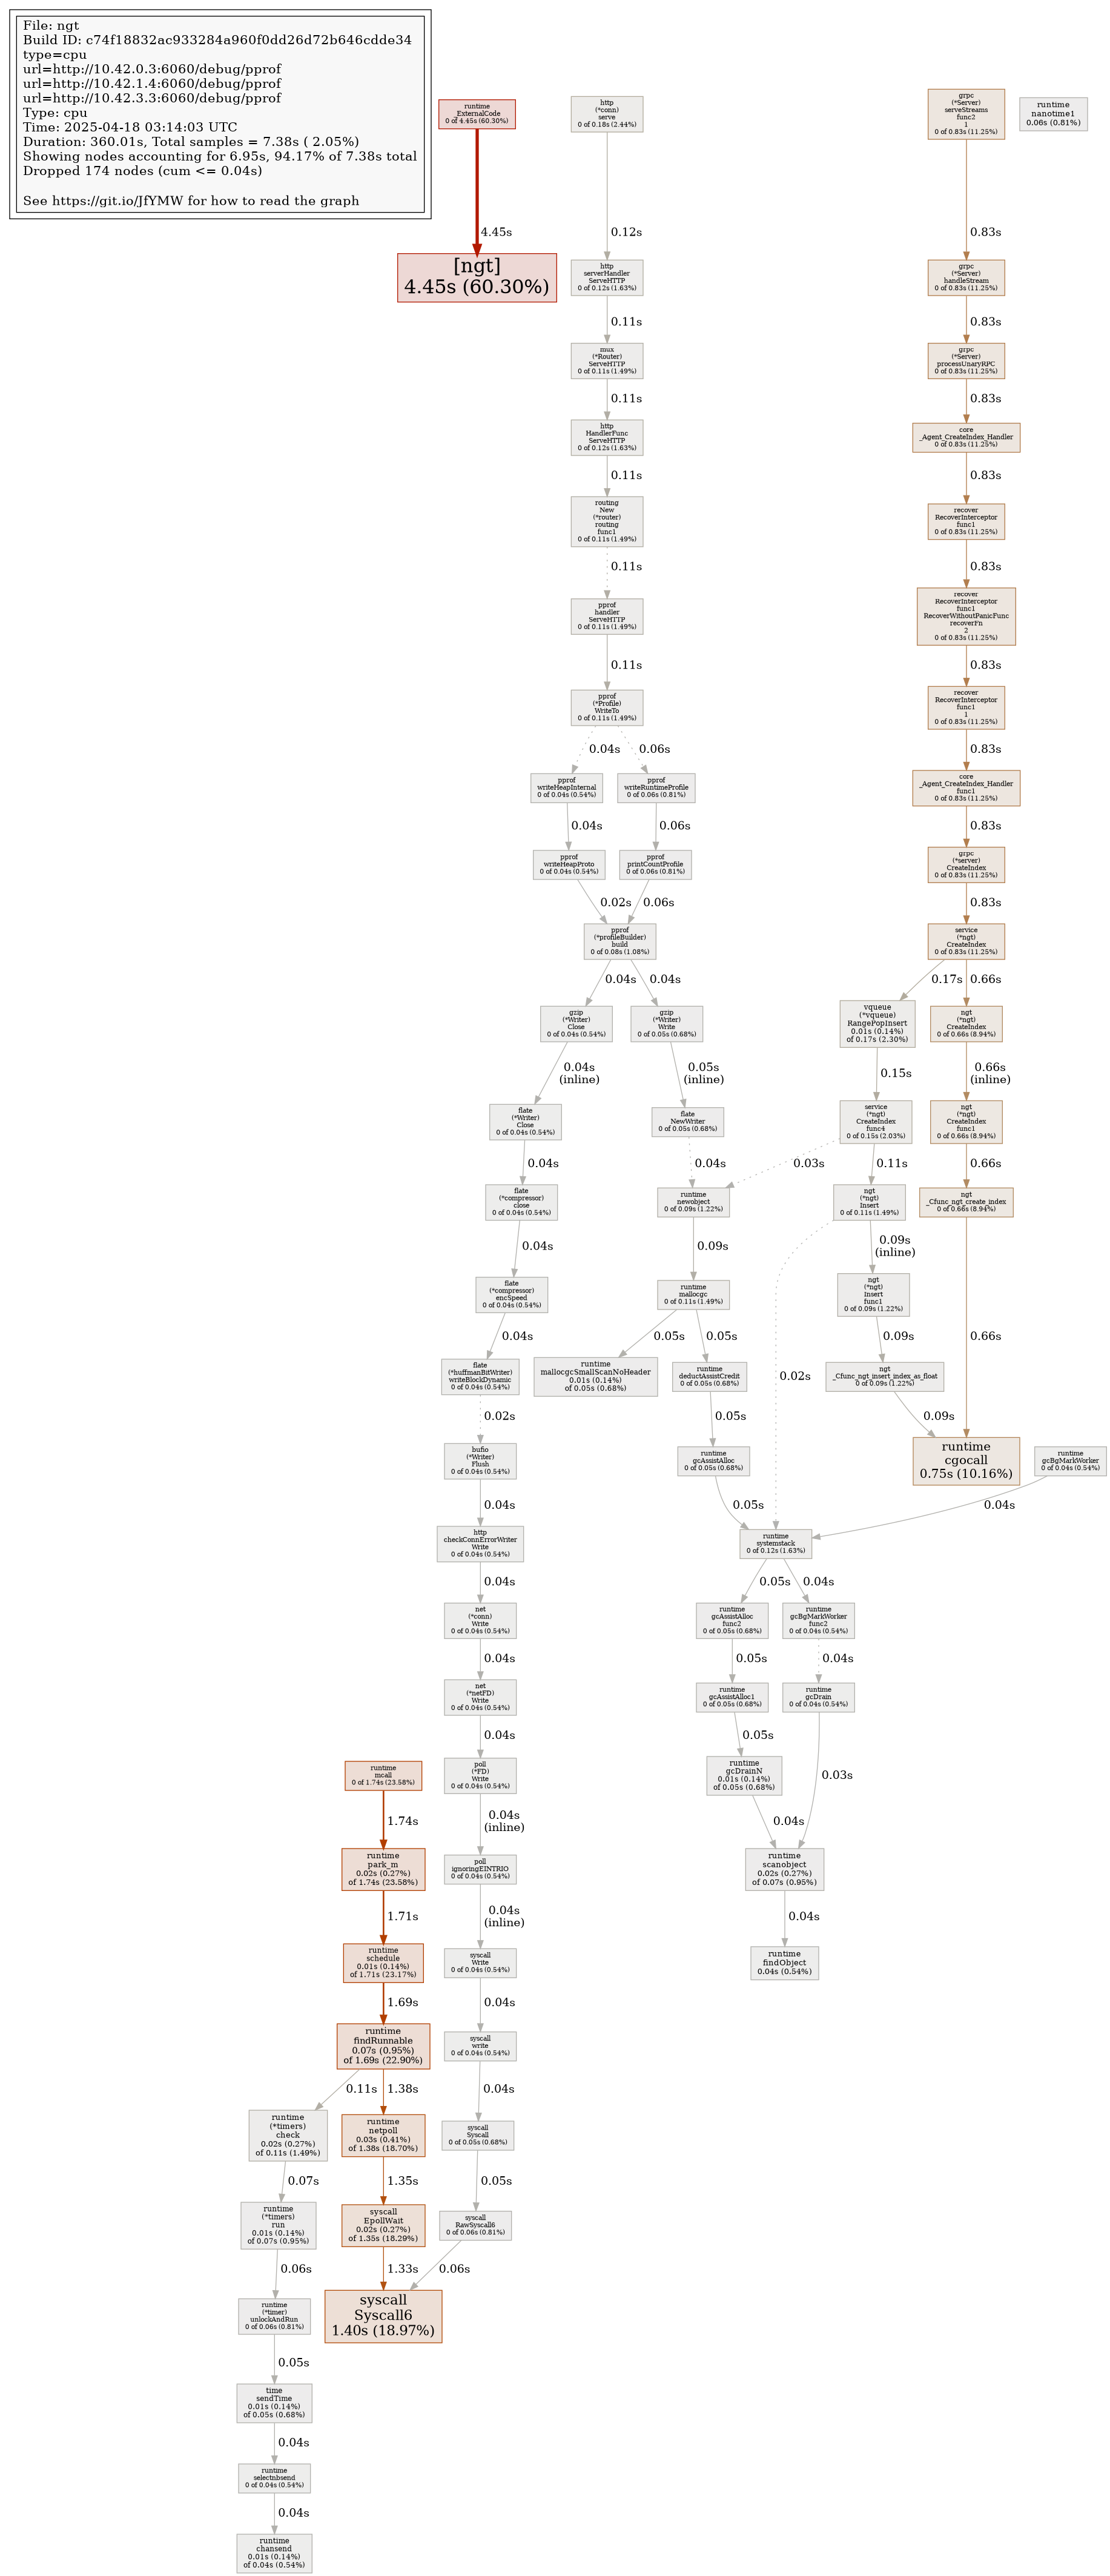 File: ngt
Build ID: c74f18832ac933284a960f0dd26d72b646cdde34
type=cpu
url=http://10.42.0.3:6060/debug/pprof
url=http://10.42.1.4:6060/debug/pprof
url=http://10.42.3.3:6060/debug/pprof
Type: cpu
Time: 2025-04-18 03:14:03 UTC
Duration: 360.01s, Total samples = 7.38s ( 2.05%)
Showing nodes accounting for 6.95s, 94.17% of 7.38s total
Dropped 174 nodes (cum <= 0.04s)
See https://git.io/JfYMW for how to read the graph
runtime
_ExternalCode
0 of 4.45s (60.30%)
4.45s
[ngt]
4.45s (60.30%)
http
(*conn)
serve
0 of 0.18s (2.44%)
0.12s
http
serverHandler
ServeHTTP
0 of 0.12s (1.63%)
0.11s
mux
(*Router)
ServeHTTP
0 of 0.11s (1.49%)
0.11s
http
HandlerFunc
ServeHTTP
0 of 0.12s (1.63%)
0.11s
routing
New
(*router)
routing
func1
0 of 0.11s (1.49%)
0.11s
pprof
handler
ServeHTTP
0 of 0.11s (1.49%)
0.11s
pprof
(*Profile)
WriteTo
0 of 0.11s (1.49%)
0.04s
0.06s
pprof
writeHeapInternal
0 of 0.04s (0.54%)
pprof
writeRuntimeProfile
0 of 0.06s (0.81%)
0.04s
0.06s
pprof
writeHeapProto
0 of 0.04s (0.54%)
pprof
printCountProfile
0 of 0.06s (0.81%)
0.02s
0.06s
pprof
(*profileBuilder)
build
0 of 0.08s (1.08%)
0.04s
0.04s
gzip
(*Writer)
Close
0 of 0.04s (0.54%)
gzip
(*Writer)
Write
0 of 0.05s (0.68%)
0.04s
(inline)
0.05s
(inline)
flate
(*Writer)
Close
0 of 0.04s (0.54%)
flate
NewWriter
0 of 0.05s (0.68%)
0.04s
0.04s
flate
(*compressor)
close
0 of 0.04s (0.54%)
0.04s
flate
(*compressor)
encSpeed
0 of 0.04s (0.54%)
0.04s
flate
(*huffmanBitWriter)
writeBlockDynamic
0 of 0.04s (0.54%)
0.02s
bufio
(*Writer)
Flush
0 of 0.04s (0.54%)
0.04s
http
checkConnErrorWriter
Write
0 of 0.04s (0.54%)
0.04s
net
(*conn)
Write
0 of 0.04s (0.54%)
0.04s
net
(*netFD)
Write
0 of 0.04s (0.54%)
0.04s
poll
(*FD)
Write
0 of 0.04s (0.54%)
0.04s
(inline)
poll
ignoringEINTRIO
0 of 0.04s (0.54%)
0.04s
(inline)
syscall
Write
0 of 0.04s (0.54%)
0.04s
syscall
write
0 of 0.04s (0.54%)
0.04s
syscall
Syscall
0 of 0.05s (0.68%)
0.05s
syscall
RawSyscall6
0 of 0.06s (0.81%)
0.06s
grpc
(*Server)
serveStreams
func2
1
0 of 0.83s (11.25%)
runtime
nanotime1
0.06s (0.81%)
0.83s
grpc
(*Server)
handleStream
0 of 0.83s (11.25%)
0.83s
grpc
(*Server)
processUnaryRPC
0 of 0.83s (11.25%)
0.83s
core
_Agent_CreateIndex_Handler
0 of 0.83s (11.25%)
0.83s
recover
RecoverInterceptor
func1
0 of 0.83s (11.25%)
0.83s
recover
RecoverInterceptor
func1
RecoverWithoutPanicFunc
recoverFn
2
0 of 0.83s (11.25%)
0.83s
recover
RecoverInterceptor
func1
1
0 of 0.83s (11.25%)
0.83s
core
_Agent_CreateIndex_Handler
func1
0 of 0.83s (11.25%)
0.83s
grpc
(*server)
CreateIndex
0 of 0.83s (11.25%)
0.83s
service
(*ngt)
CreateIndex
0 of 0.83s (11.25%)
0.17s
0.66s
vqueue
(*vqueue)
RangePopInsert
0.01s (0.14%)
of 0.17s (2.30%)
ngt
(*ngt)
CreateIndex
0 of 0.66s (8.94%)
0.15s
0.66s
(inline)
service
(*ngt)
CreateIndex
func4
0 of 0.15s (2.03%)
ngt
(*ngt)
CreateIndex
func1
0 of 0.66s (8.94%)
0.03s
0.11s
0.66s
runtime
newobject
0 of 0.09s (1.22%)
ngt
(*ngt)
Insert
0 of 0.11s (1.49%)
ngt
_Cfunc_ngt_create_index
0 of 0.66s (8.94%)
0.09s
0.09s
(inline)
runtime
mallocgc
0 of 0.11s (1.49%)
ngt
(*ngt)
Insert
func1
0 of 0.09s (1.22%)
0.05s
0.05s
0.02s
0.09s
0.66s
runtime
mallocgcSmallScanNoHeader
0.01s (0.14%)
of 0.05s (0.68%)
runtime
deductAssistCredit
0 of 0.05s (0.68%)
ngt
_Cfunc_ngt_insert_index_as_float
0 of 0.09s (1.22%)
0.05s
0.09s
runtime
gcAssistAlloc
0 of 0.05s (0.68%)
runtime
cgocall
0.75s (10.16%)
runtime
gcBgMarkWorker
0 of 0.04s (0.54%)
0.05s
0.04s
runtime
systemstack
0 of 0.12s (1.63%)
0.05s
0.04s
runtime
gcAssistAlloc
func2
0 of 0.05s (0.68%)
runtime
gcBgMarkWorker
func2
0 of 0.04s (0.54%)
0.05s
0.04s
runtime
gcAssistAlloc1
0 of 0.05s (0.68%)
runtime
gcDrain
0 of 0.04s (0.54%)
0.05s
runtime
gcDrainN
0.01s (0.14%)
of 0.05s (0.68%)
0.03s
0.04s
runtime
scanobject
0.02s (0.27%)
of 0.07s (0.95%)
0.04s
runtime
findObject
0.04s (0.54%)
runtime
mcall
0 of 1.74s (23.58%)
1.74s
runtime
park_m
0.02s (0.27%)
of 1.74s (23.58%)
1.71s
runtime
schedule
0.01s (0.14%)
of 1.71s (23.17%)
1.69s
runtime
findRunnable
0.07s (0.95%)
of 1.69s (22.90%)
0.11s
1.38s
runtime
(*timers)
check
0.02s (0.27%)
of 0.11s (1.49%)
runtime
netpoll
0.03s (0.41%)
of 1.38s (18.70%)
0.07s
1.35s
runtime
(*timers)
run
0.01s (0.14%)
of 0.07s (0.95%)
syscall
EpollWait
0.02s (0.27%)
of 1.35s (18.29%)
0.06s
1.33s
runtime
(*timer)
unlockAndRun
0 of 0.06s (0.81%)
syscall
Syscall6
1.40s (18.97%)
0.05s
time
sendTime
0.01s (0.14%)
of 0.05s (0.68%)
0.04s
runtime
selectnbsend
0 of 0.04s (0.54%)
0.04s
runtime
chansend
0.01s (0.14%)
of 0.04s (0.54%)